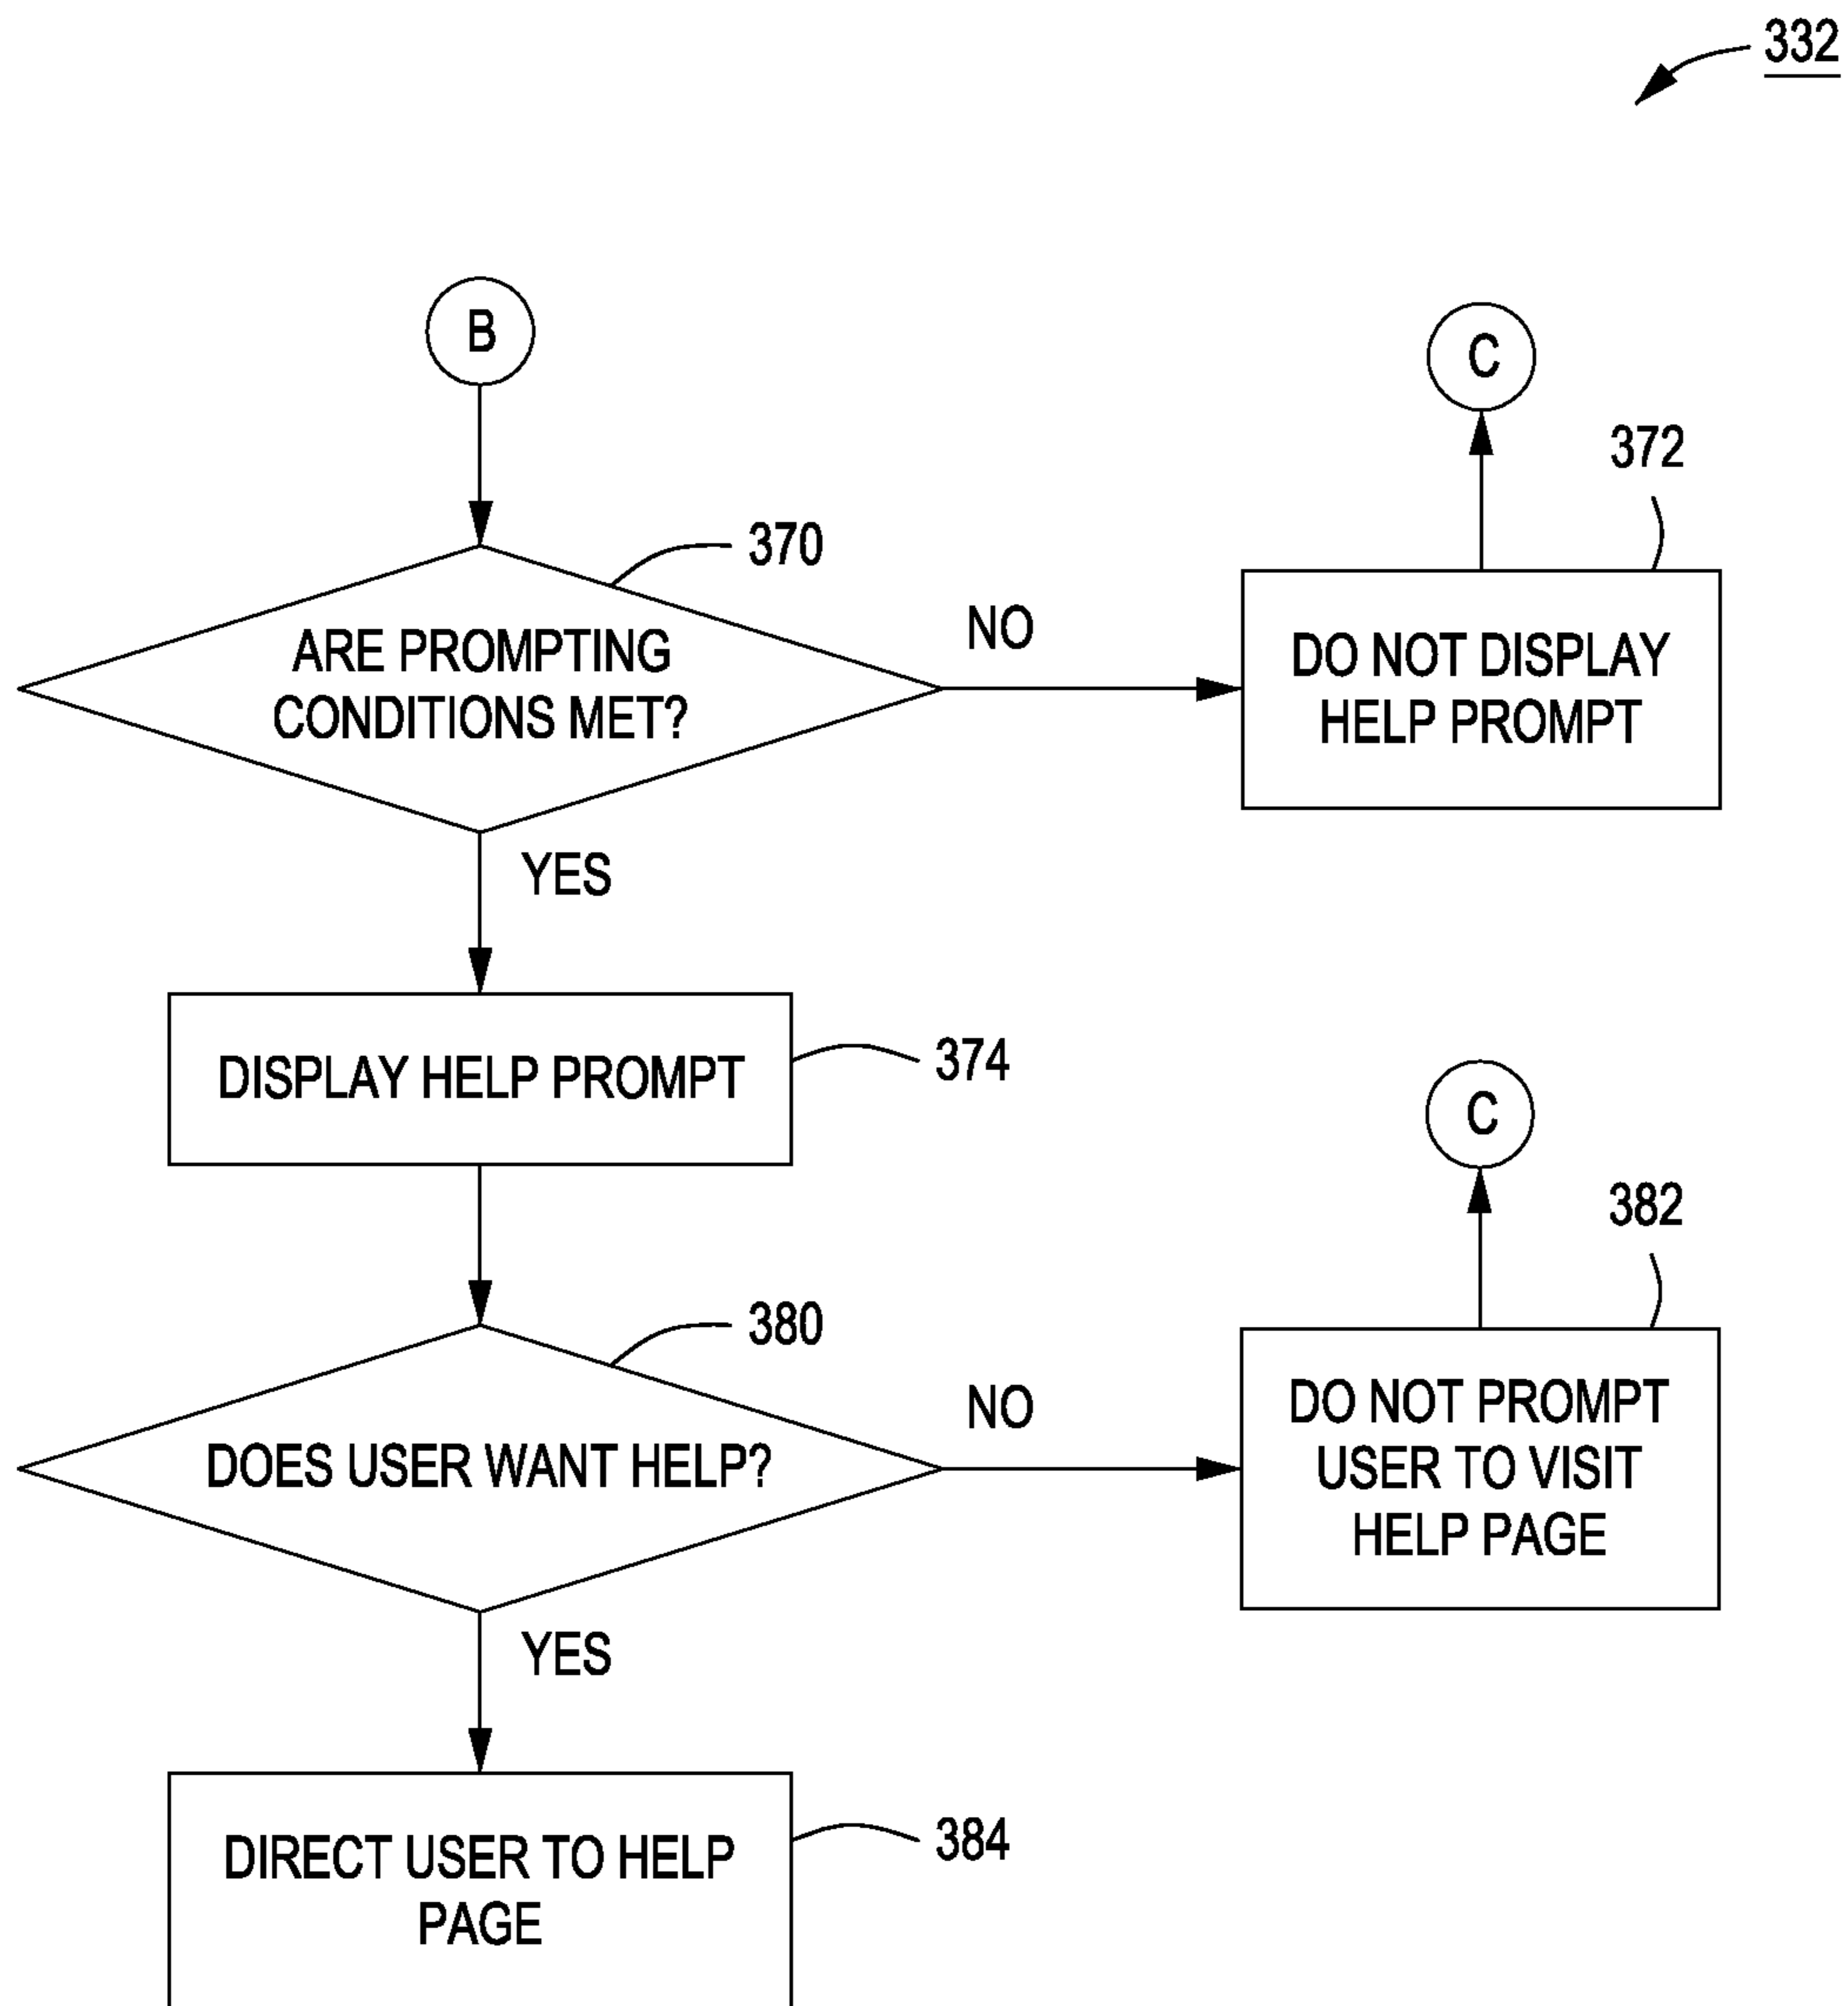 332
B
C
372
370
ARE PROMPTING
CONDITIONS MET?
NO
DO NOT DISPLAY
HELP PROMPT
YES
DISPLAY HELP PROMPT
374
C
382
380
DOES USER WANT HELP?
NO
DO NOT PROMPT
USER TO VISIT
HELP PAGE
YES
DIRECT USER TO HELP
PAGE
384